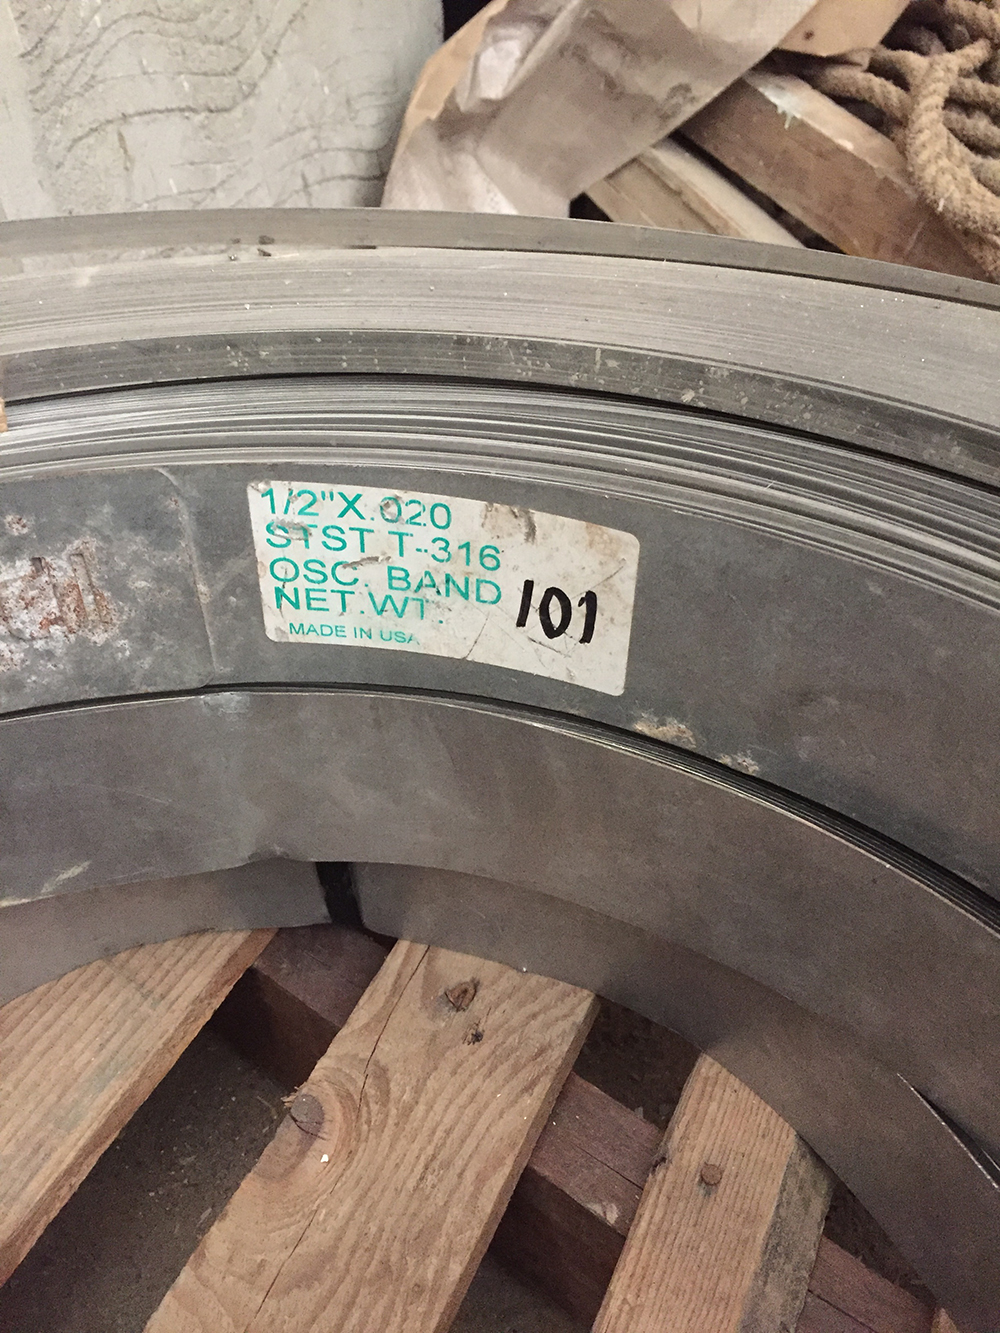 1/2"X.020
STST T-316
OSC. BAND
NET.WT. 101
MADE IN USA